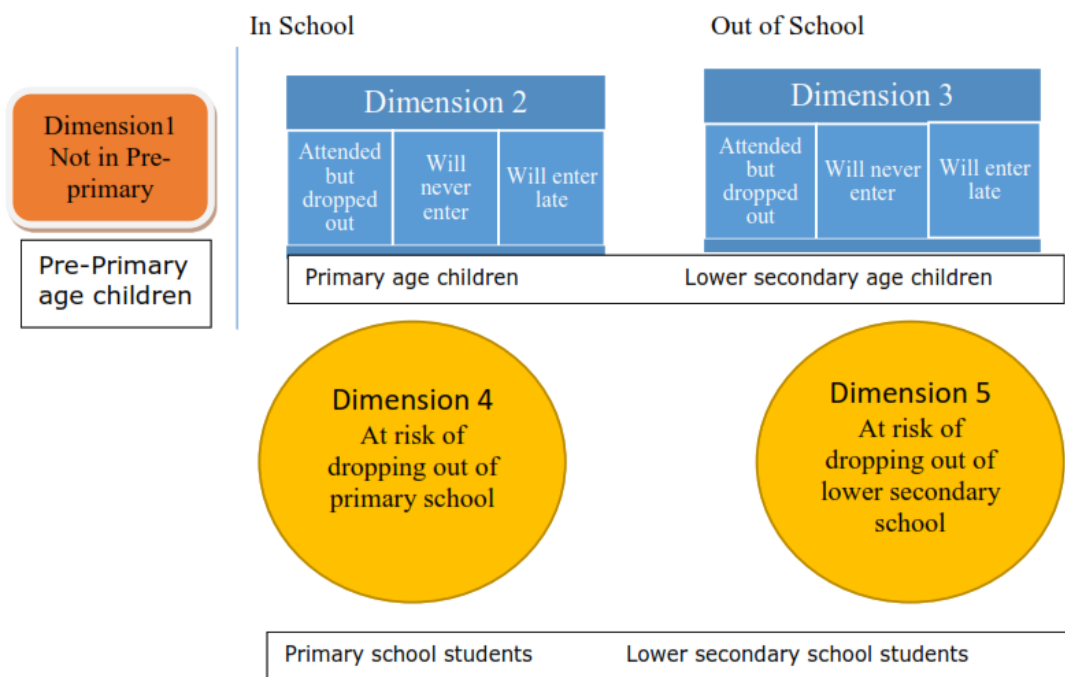 In School
Out of School
Dimension1
Not in Pre-
primary
Pre-Primary
age children
Dimension 2
Attended
but
dropped
out
Will
never
enter
Will enter
late
Dimension 3
Attended
but
dropped
out
Will never
enter
Will enter
late
Primary age children
Lower secondary age children
Dimension 4
At risk of
dropping out of
primary school
Dimension 5
At risk of
dropping out of
lower secondary
school
Primary school students
Lower secondary school students